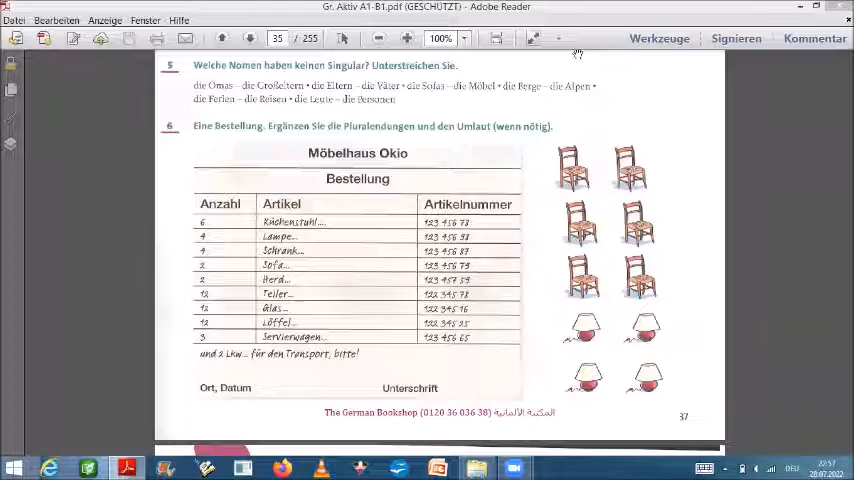 Gr. Aktiv A1-B1.pdf (GESCHÜTZT) - Adobe Reader
Datei Bearbeitung Anzeige Fenster Hilfe
35 / 255 100% Werkzeuge Signieren Kommentar
5 Welche Nomen haben keinen Singular? Unterstreichen Sie.
die Omas – die Großeltern • die Eltern – die Väter • die Sofas – die Möbel • die Berge – die Alpen •
die Ferien – die Reisen • die Leute – die Personen
6 Eine Bestellung. Ergänzen Sie die Pluralendungen und den Umlaut (wenn nötig).
Möbelhaus Okio
Bestellung
Anzahl Artikel Artikelnummer
6 Küchenstuhl... 123 456 78
4 Lampe... 123 456 98
4 Schrank... 123 456 87
2 Sofa... 123 456 79
2 Herd... 123 457 59
12 Teller... 122 345 78
12 Glas... 122 345 16
12 Löffel... 122 345 25
3 Servierwagen... 123 456 65
und 2 Lkw... für den Transport, bitte!
Ort, Datum Unterschrift
The German Bookshop (0120 36 036 38) المكتبة الألمانية
37
DE
22:57
28.07.2022